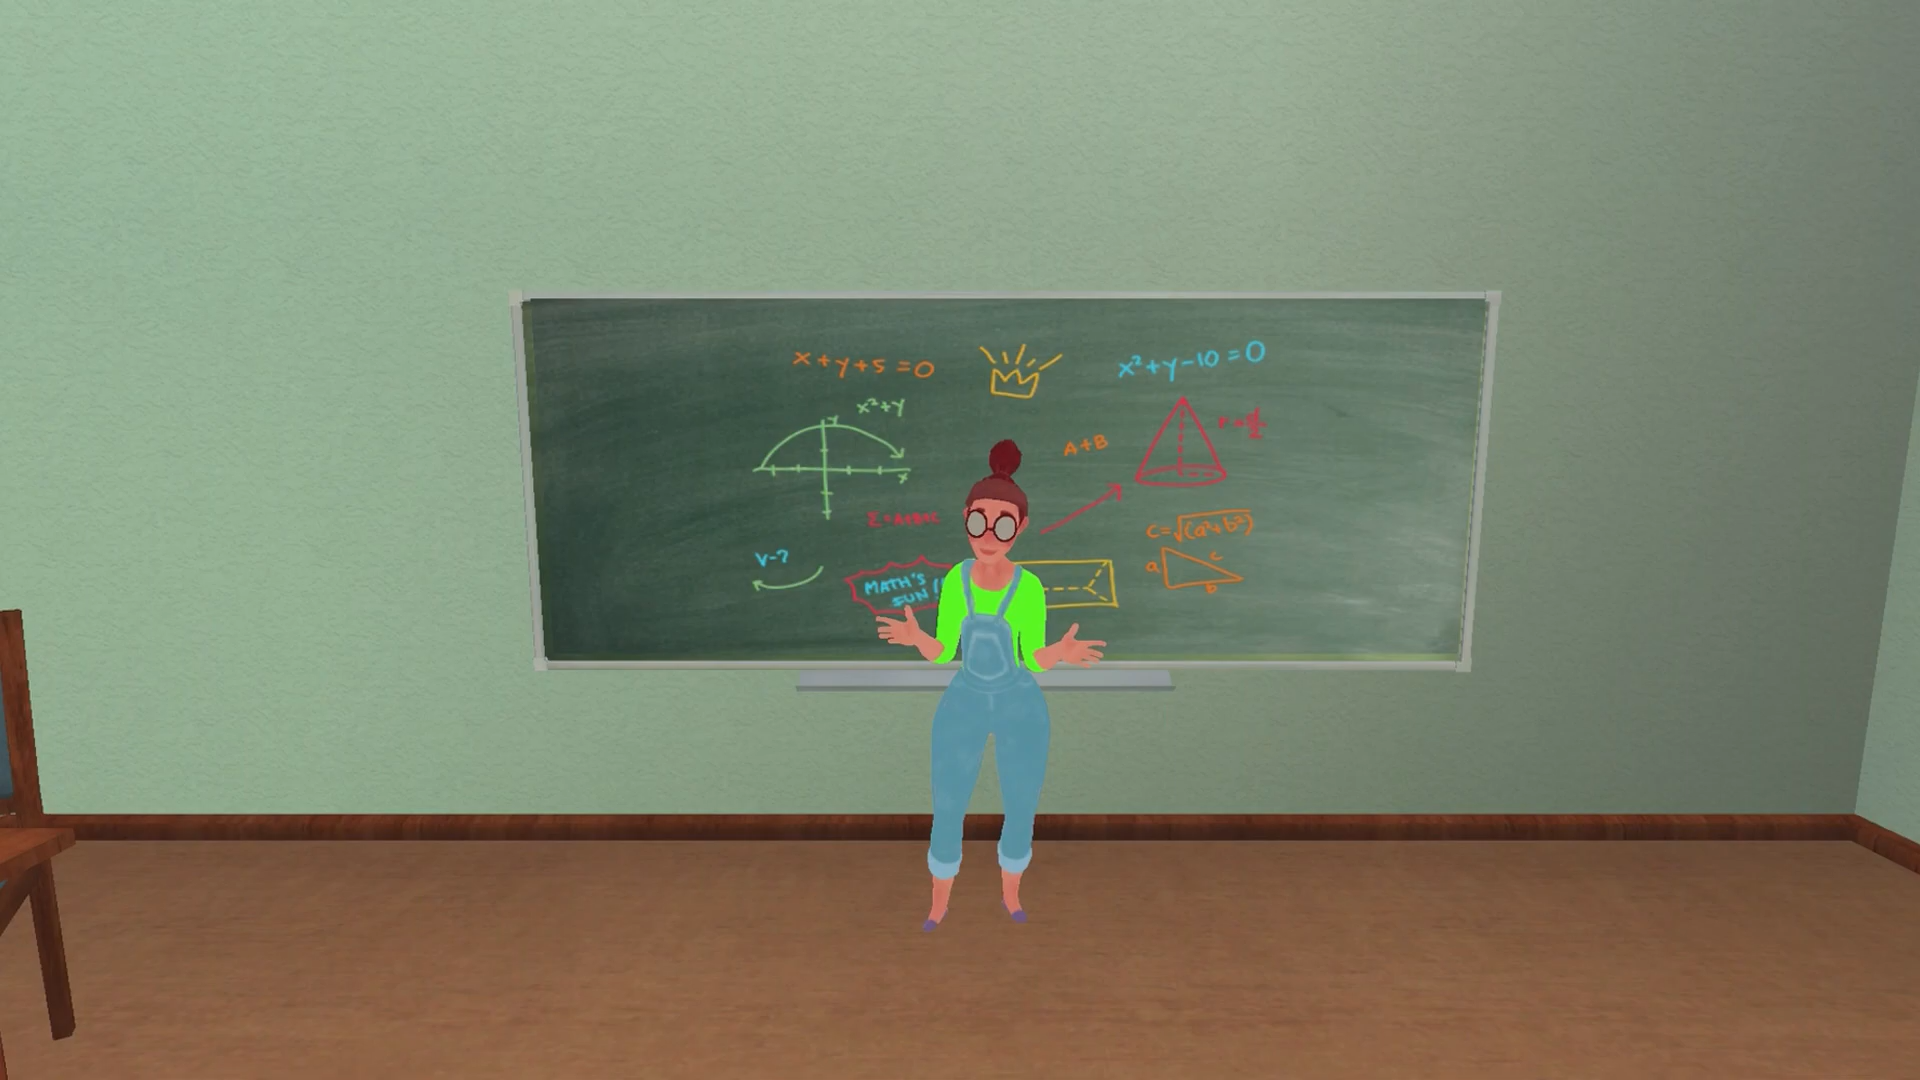 x+y+5=0
x²+y-10=0
x²+y
y
x
A+B
V-?
MATH'S
FUN!
c=√(a²+b²)
a
c
b